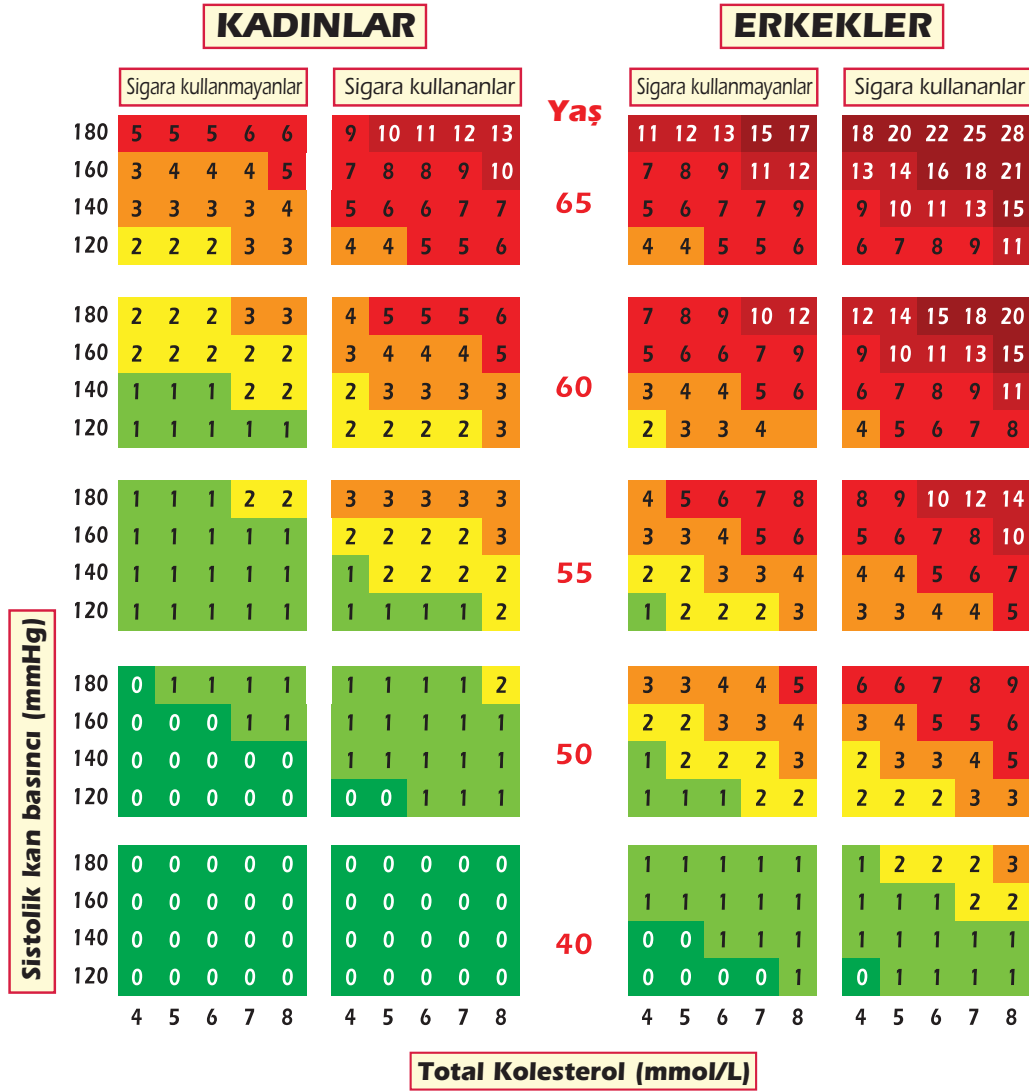 KADINLAR ERKEKLER
Sigara kullanmayanlar Sigara kullananlar Sigara kullanmayanlar Sigara kullananlar
Yaş
180 5 5 5 6 6 9 10 11 12 13 11 12 13 15 17 18 20 22 25 28
160 3 4 4 4 5 7 8 8 9 10 7 8 9 11 12 13 14 16 18 21
65
140 3 3 3 3 4 5 6 6 7 7 5 6 7 7 9 9 10 11 13 15
120 2 2 2 3 3 4 4 5 5 6 4 4 5 5 6 6 7 8 9 11
180 2 2 2 3 3 4 5 5 5 6 7 8 9 10 12 12 14 15 18 20
160 2 2 2 2 2 3 4 4 4 5 5 6 6 7 9 9 10 11 13 15
60
140 1 1 1 2 2 2 3 3 3 3 3 4 4 5 6 6 7 8 9 11
120 1 1 1 1 1 2 2 2 2 3 2 3 3 4 4 5 6 7 8
180 1 1 1 2 2 3 3 3 3 3 4 5 6 7 8 8 9 10 12 14
160 1 1 1 1 1 2 2 2 2 3 3 3 4 5 6 5 6 7 8 10
55
140 1 1 1 1 1 1 2 2 2 2 2 2 3 3 4 4 4 5 6 7
120 1 1 1 1 1 1 1 1 1 2 1 2 2 2 3 3 3 4 4 5
180 0 1 1 1 1 1 1 1 1 2 3 3 4 4 5 6 6 7 8 9
160 0 0 0 1 1 1 1 1 1 1 2 2 3 3 4 3 4 5 5 6
50
140 0 0 0 0 0 1 1 1 1 1 1 2 2 2 3 2 3 3 4 5
120 0 0 0 0 0 0 0 1 1 1 1 1 1 2 2 2 2 2 3 3
180 0 0 0 0 0 0 0 0 0 0 1 1 1 1 1 1 2 2 2 3
160 0 0 0 0 0 0 0 0 0 0 1 1 1 1 1 1 1 1 2 2
40
140 0 0 0 0 0 0 0 0 0 0 0 0 1 1 1 1 1 1 1 1
120 0 0 0 0 0 0 0 0 0 0 0 0 0 0 1 0 1 1 1 1
4 5 6 7 8 4 5 6 7 8 4 5 6 7 8 4 5 6 7 8
Sistolik kan basıncı (mmHg)
Total Kolesterol (mmol/L)